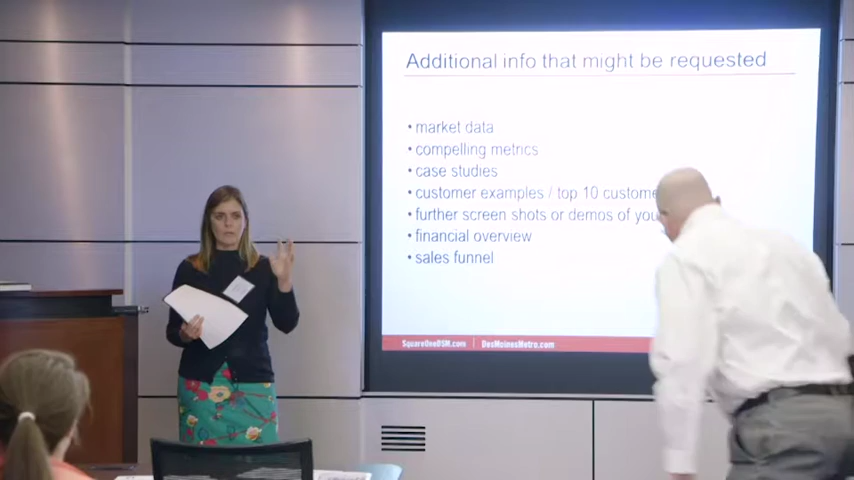 Additional info that might be requested
• market data
• compelling metrics
• case studies
• customer examples / top 10 custome
• further screen shots or demos of you
• financial overview
• sales funnel
SquareOneDSM.com | DesMoinesMetro.com